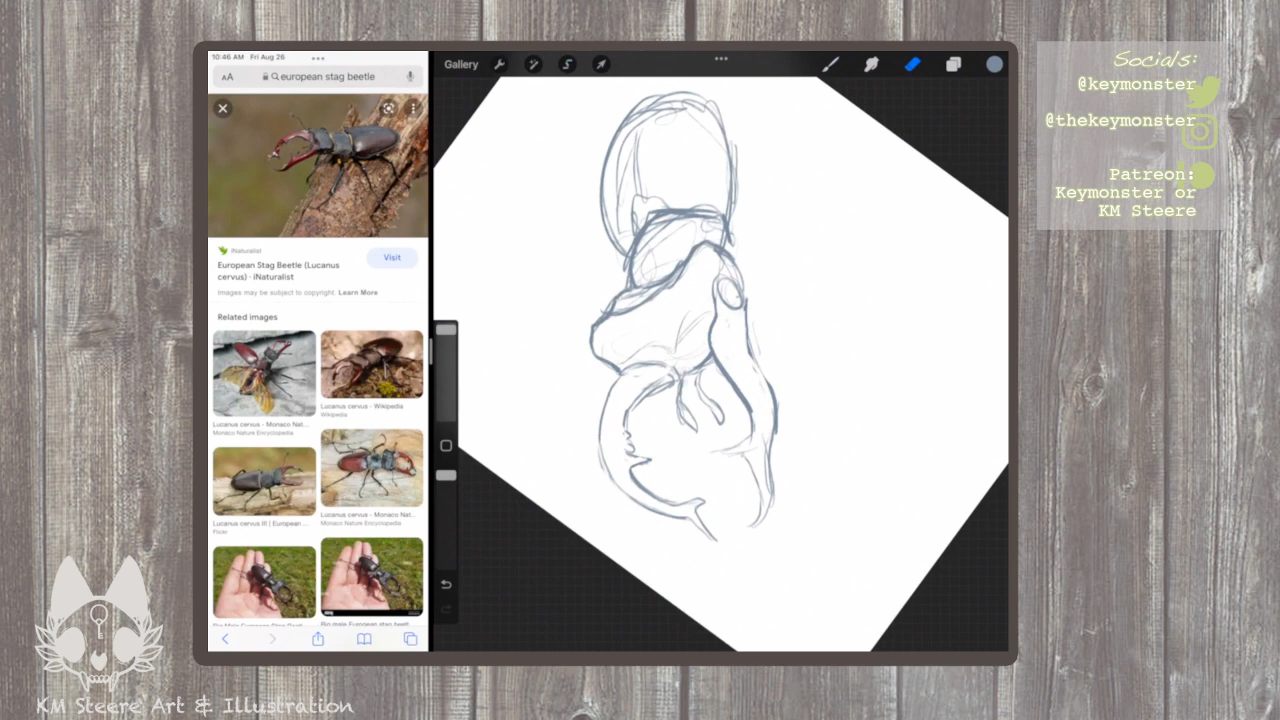 10:46 AM Fri Aug 26
AA european stag beetle
iNaturalist
European Stag Beetle (Lucanus
cervus) · iNaturalist
Visit
Images may be subject to copyright. Learn More
Related images
Lucanus cervus - Monaco Nat...
Monaco Nature Encyclopedia
Lucanus cervus - Wikipedia
Wikipedia
Lucanus cervus III | European ...
Flickr
Lucanus cervus - Monaco Nat...
Monaco Nature Encyclopedia
Gallery
Socials:
@keymonster
@thekeymonster
Patreon:
Keymonster or
KM Steere
KM Steere Art & Illustration